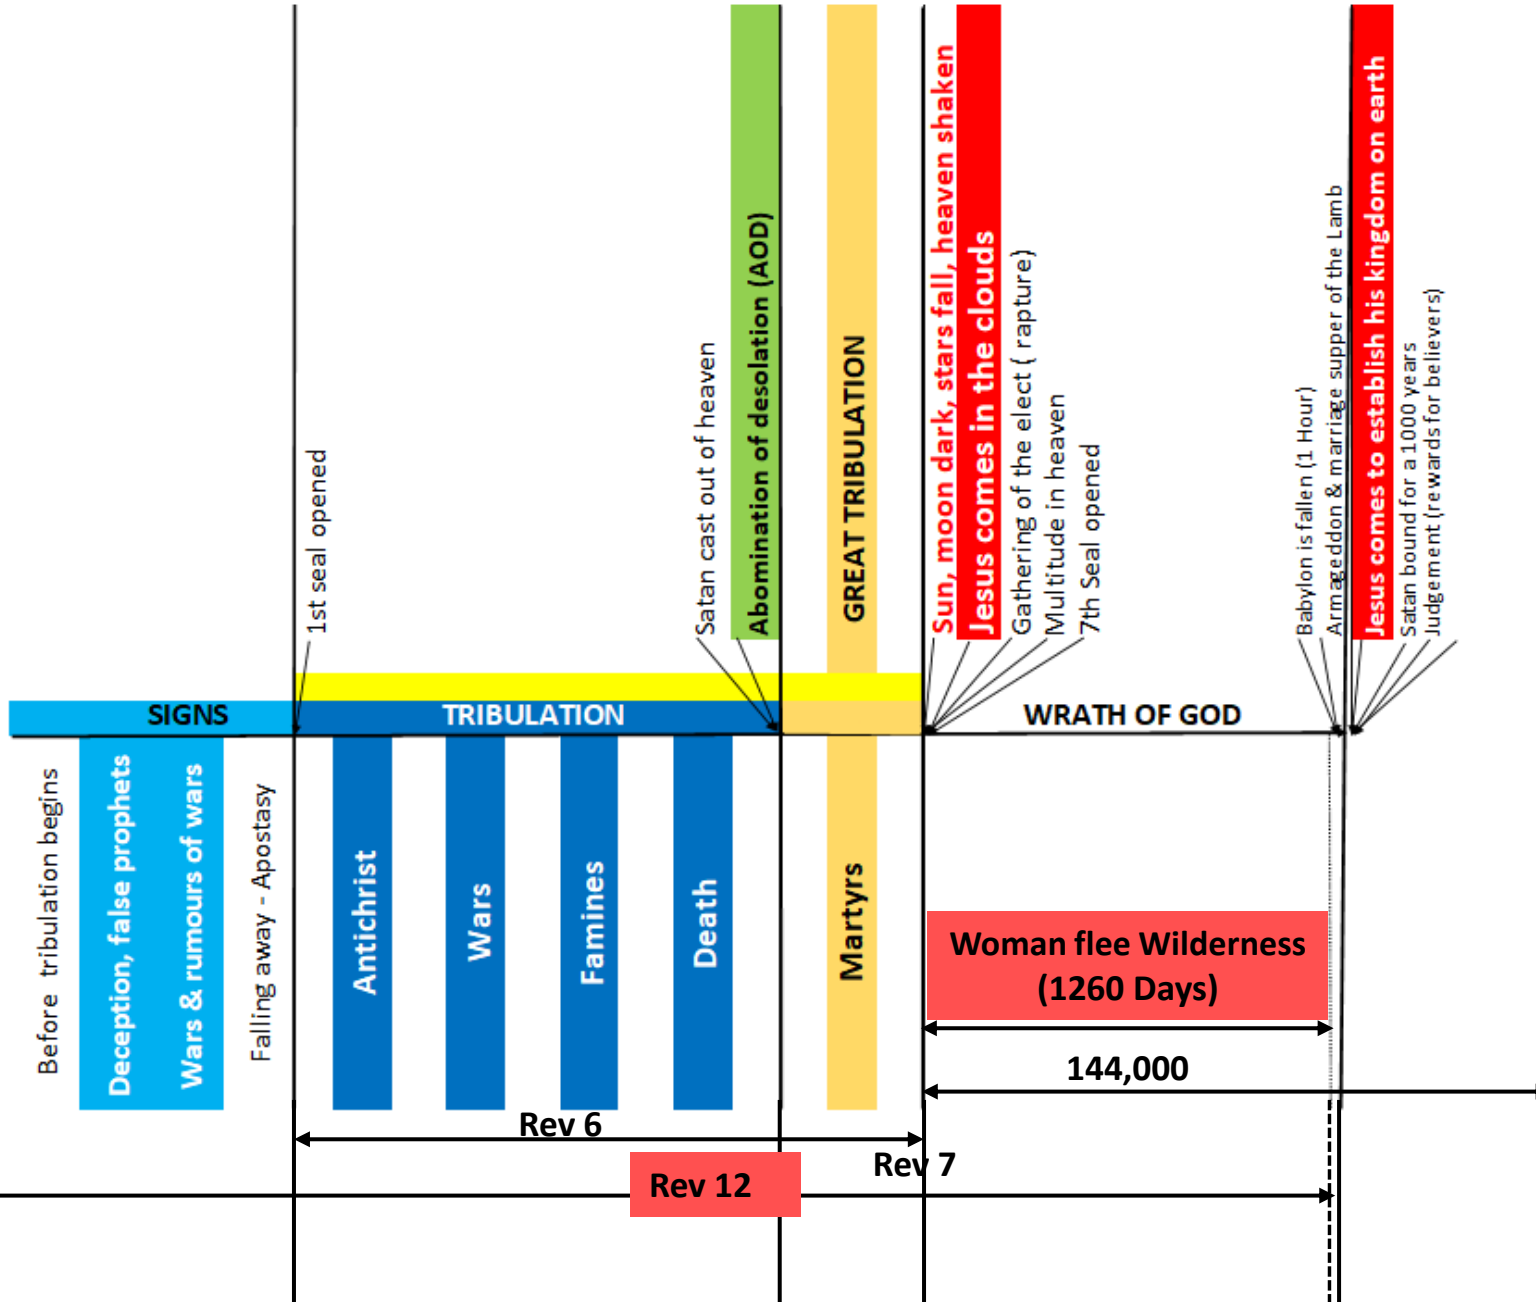 1st seal opened
Satan cast out of heaven
Abomination of desolation (AOD)
GREAT TRIBULATION
Sun, moon dark, stars fall, heaven shaken
Jesus comes in the clouds
Gathering of the elect ( rapture)
Multitude in heaven
7th Seal opened
Babylon is fallen (1 Hour)
Armageddon & marriage supper of the Lamb
Jesus comes to establish his kingdom on earth
Satan bound for a 1000 years
Judgement (rewards for believers)
SIGNS
TRIBULATION
WRATH OF GOD
Before tribulation begins
Deception, false prophets
Wars & rumours of wars
Falling away - Apostasy
Antichrist
Wars
Famines
Death
Martyrs
Woman flee Wilderness
(1260 Days)
144,000
Rev 6
Rev 7
Rev 12